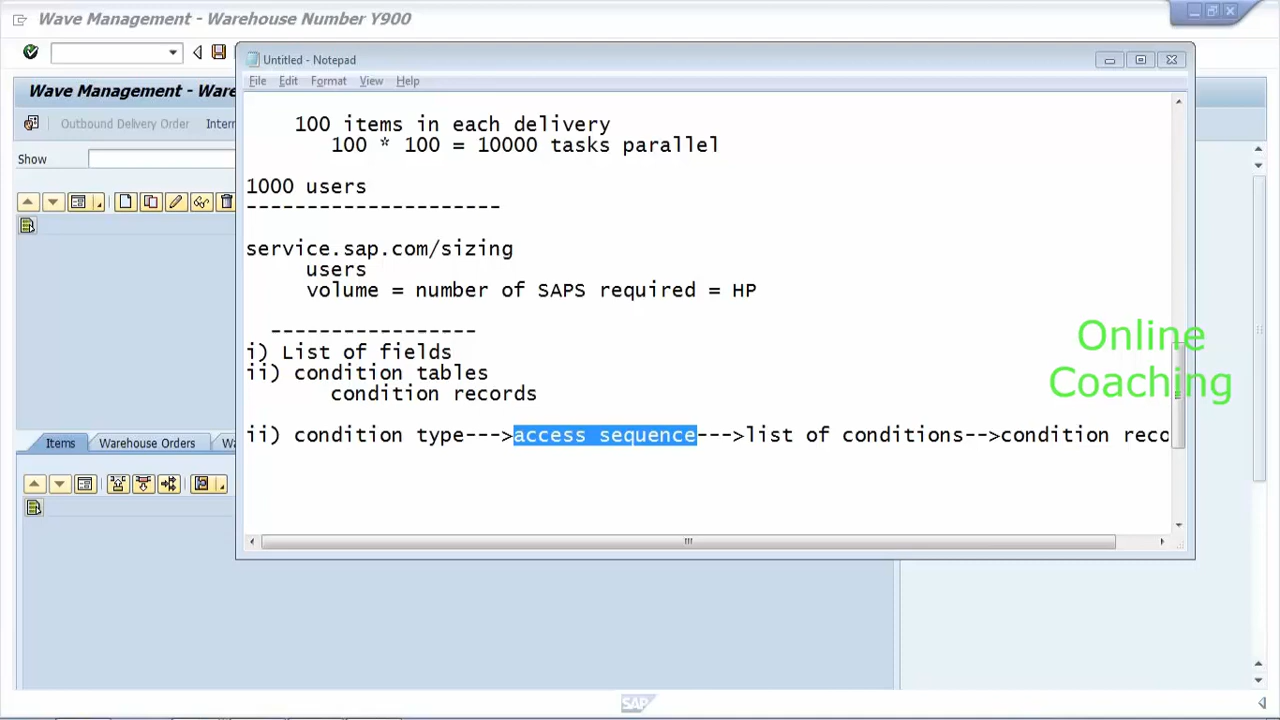 Wave Management - Warehouse Number Y900
Untitled - Notepad
File Edit Format View Help
Wave Management - Ware
Outbound Delivery Order Intern
Show
100 items in each delivery
100 * 100 = 10000 tasks parallel
1000 users
---------------------
service.sap.com/sizing
users
volume = number of SAPS required = HP
-----------------
i) List of fields
ii) condition tables
condition records
ii) condition type--->access sequence--->list of conditions-->condition reco
Online
Coaching
Items Warehouse Orders Wa
SAP